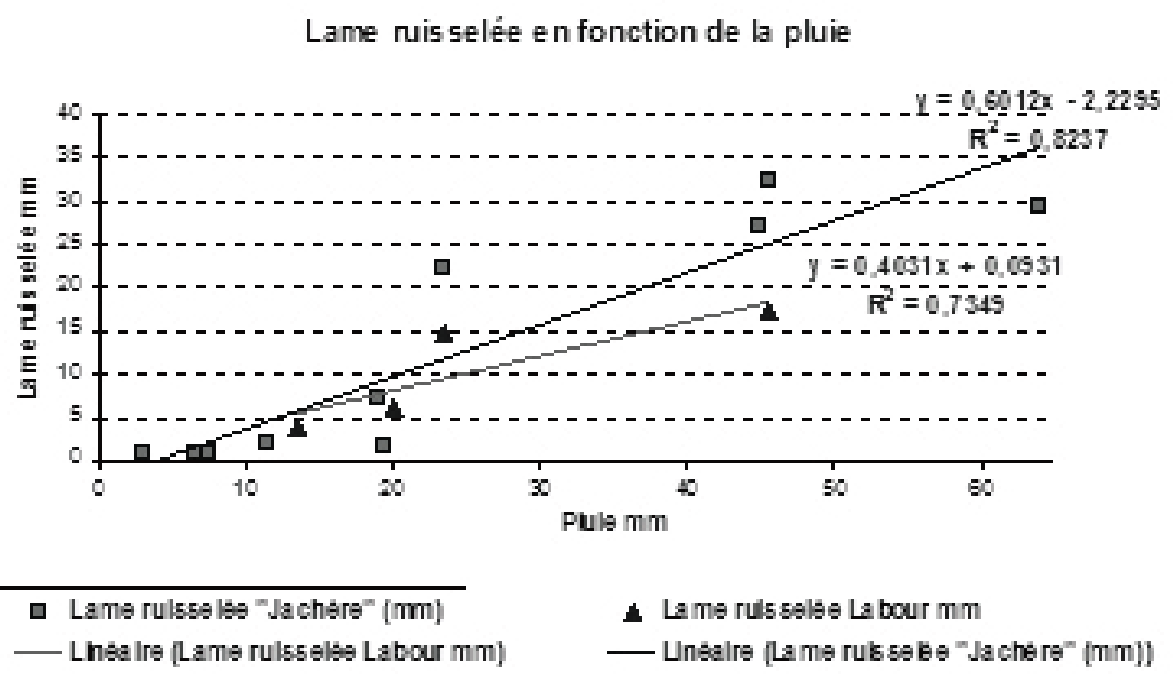 Lame ruisselée en fonction de la pluie
y = 0,6012x - 2,2295
R² = 0,8237
40
35
30
25
20
15
10
5
0
Lame ruisselée mm
y = 0,4031x + 0,0931
R² = 0,7349
0 10 20 30 40 50 60
Pluie mm
Lame ruisselée "Jachère" (mm)
Lame ruisselée Labour mm
Linéaire (Lame ruisselée Labour mm)
Linéaire (Lame ruisselée "Jachère" (mm))